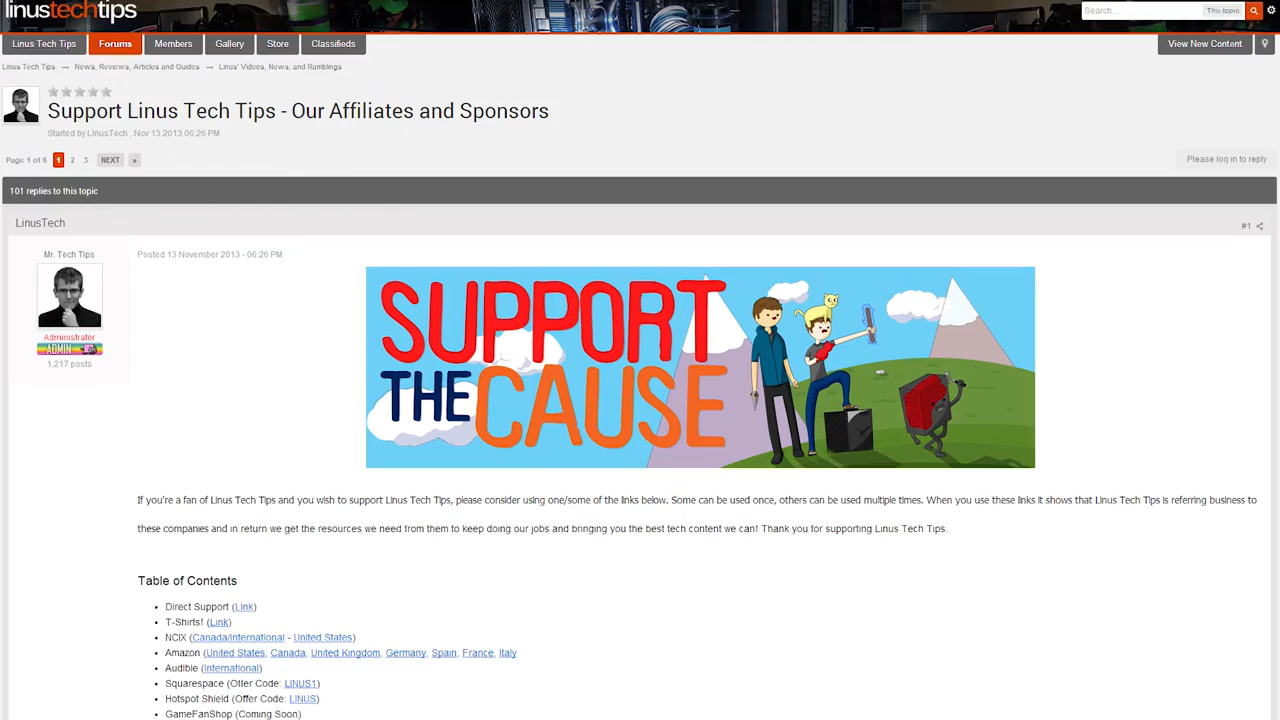 linustechtips
Search... This topic
Linus Tech Tips Forums Members Gallery Store Classifieds View New Content
Linus Tech Tips → News, Reviews, Articles and Guides → Linus' Videos, News, and Ramblings
Support Linus Tech Tips - Our Affiliates and Sponsors
Started by LinusTech , Nov 13 2013 06:26 PM
Page 1 of 6 1 2 3 NEXT »
Please log in to reply
101 replies to this topic
LinusTech
#1
Mr. Tech Tips
Posted 13 November 2013 - 06:26 PM
Administrator
ADMIN
1,217 posts
SUPPORT
THE CAUSE
If you're a fan of Linus Tech Tips and you wish to support Linus Tech Tips, please consider using one/some of the links below. Some can be used once, others can be used multiple times. When you use these links it shows that Linus Tech Tips is referring business to
these companies and in return we get the resources we need from them to keep doing our jobs and bringing you the best tech content we can! Thank you for supporting Linus Tech Tips.
Table of Contents
• Direct Support (Link)
• T-Shirts! (Link)
• NCIX (Canada/International - United States)
• Amazon (United States, Canada, United Kingdom, Germany, Spain, France, Italy
• Audible (International)
• Squarespace (Offer Code: LINUS1)
• Hotspot Shield (Offer Code: LINUS)
• GameFanShop (Coming Soon)